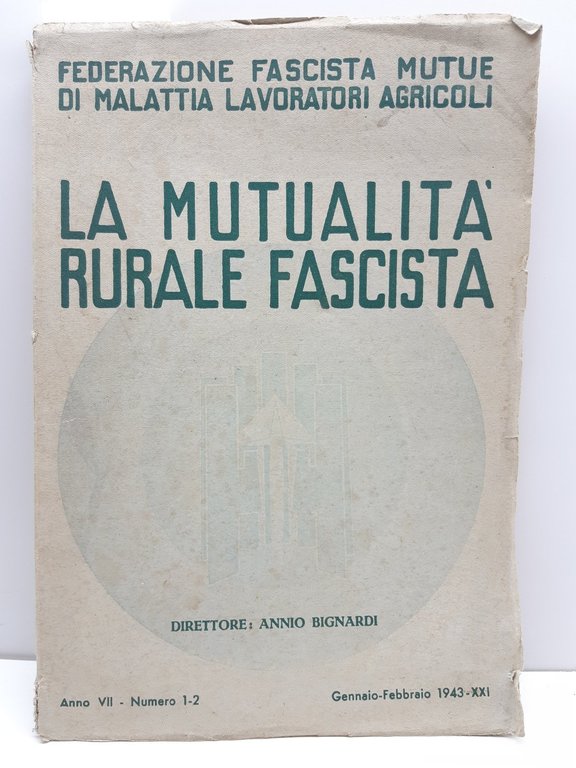 FEDERAZIONE FASCISTA MUTUE
DI MALATTIA LAVORATORI AGRICOLI
LA MUTUALITA'
RURALE FASCISTA
DIRETTORE: ANNIO BIGNARDI
Anno VII - Numero 1-2
Gennaio-Febbraio 1943-XXI